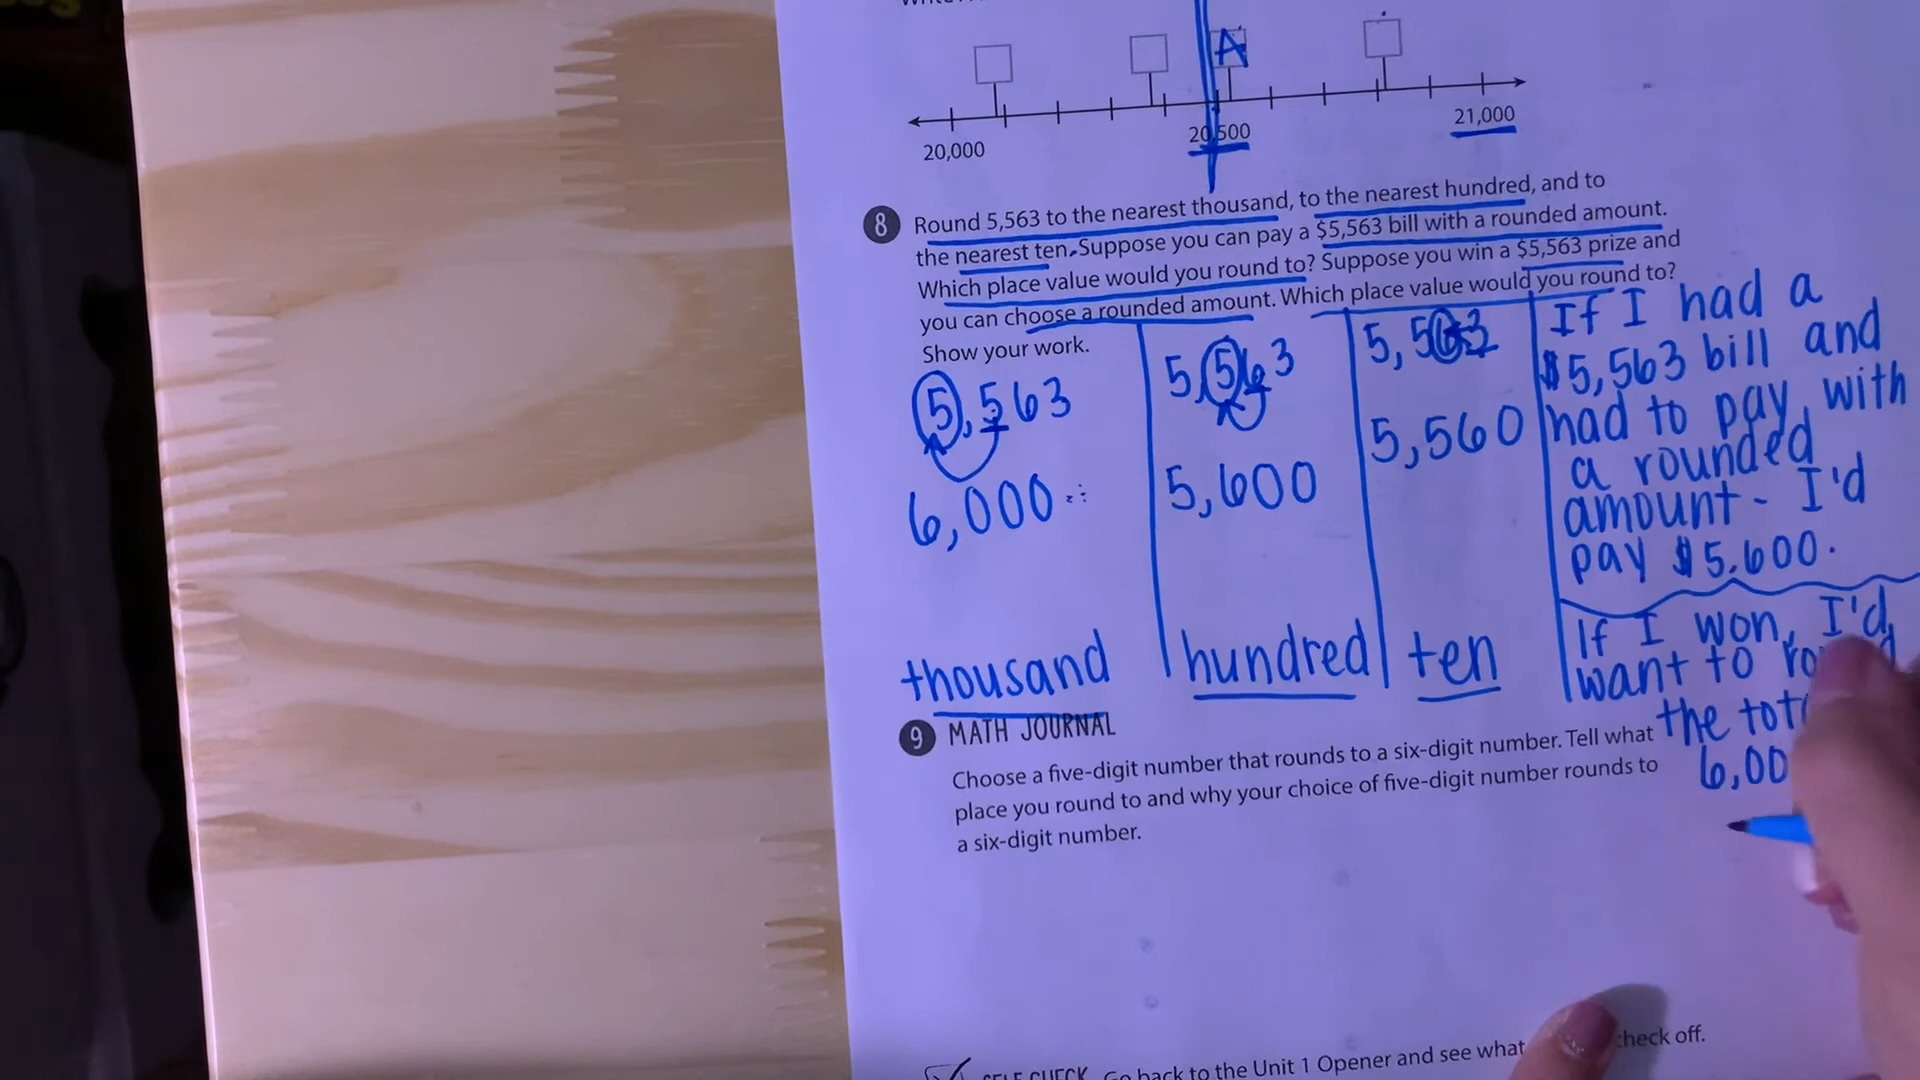 A
20,000
20,500
21,000
8
Round 5,563 to the nearest thousand, to the nearest hundred, and to
the nearest ten. Suppose you can pay a $5,563 bill with a rounded amount.
Which place value would you round to? Suppose you win a $5,563 prize and
you can choose a rounded amount. Which place value would you round to?
Show your work.
5,563
6,000
thousand
5,563
5,600
hundred
5,563
5,560
ten
If I had a
$5,563 bill and
had to pay with
a rounded
amount - I'd
pay $5,600.
If I won, I'd
want to
the
6,00
9 MATH JOURNAL
Choose a five-digit number that rounds to a six-digit number. Tell what
place you round to and why your choice of five-digit number rounds to
a six-digit number.
SELF CHECK Go back to the Unit 1 Opener and see what check off.